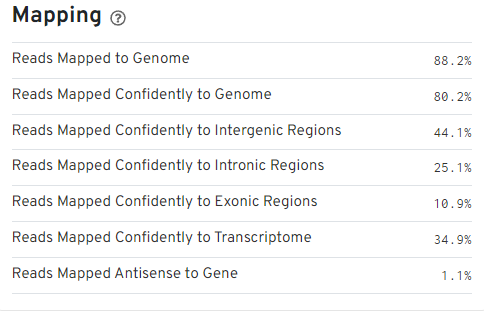 Mapping ?
Reads Mapped to Genome 88.2%
Reads Mapped Confidently to Genome 80.2%
Reads Mapped Confidently to Intergenic Regions 44.1%
Reads Mapped Confidently to Intronic Regions 25.1%
Reads Mapped Confidently to Exonic Regions 10.9%
Reads Mapped Confidently to Transcriptome 34.9%
Reads Mapped Antisense to Gene 1.1%